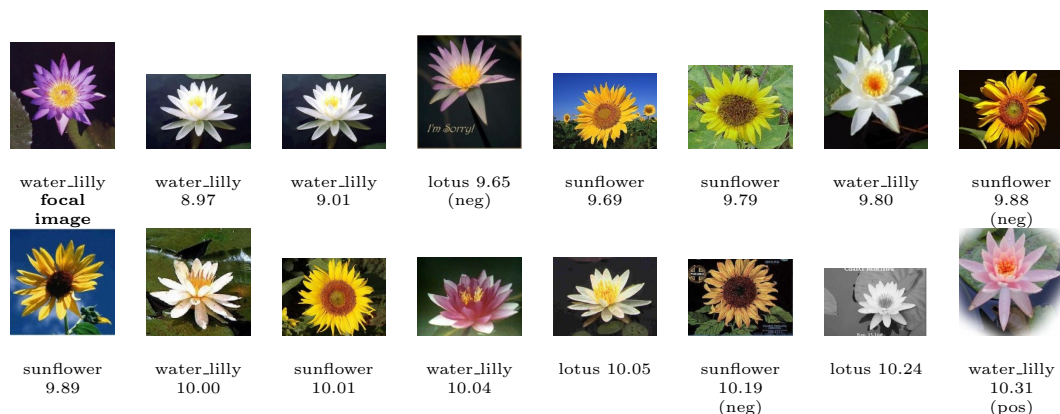 I'm Sorry!
water_lilly
focal
image
water_lilly
8.97
water_lilly
9.01
lotus 9.65
(neg)
sunflower
9.69
sunflower
9.79
water_lilly
9.80
sunflower
9.88
(neg)
sunflower
9.89
water_lilly
10.00
sunflower
10.01
water_lilly
10.04
lotus 10.05
sunflower
10.19
(neg)
lotus 10.24
water_lilly
10.31
(pos)